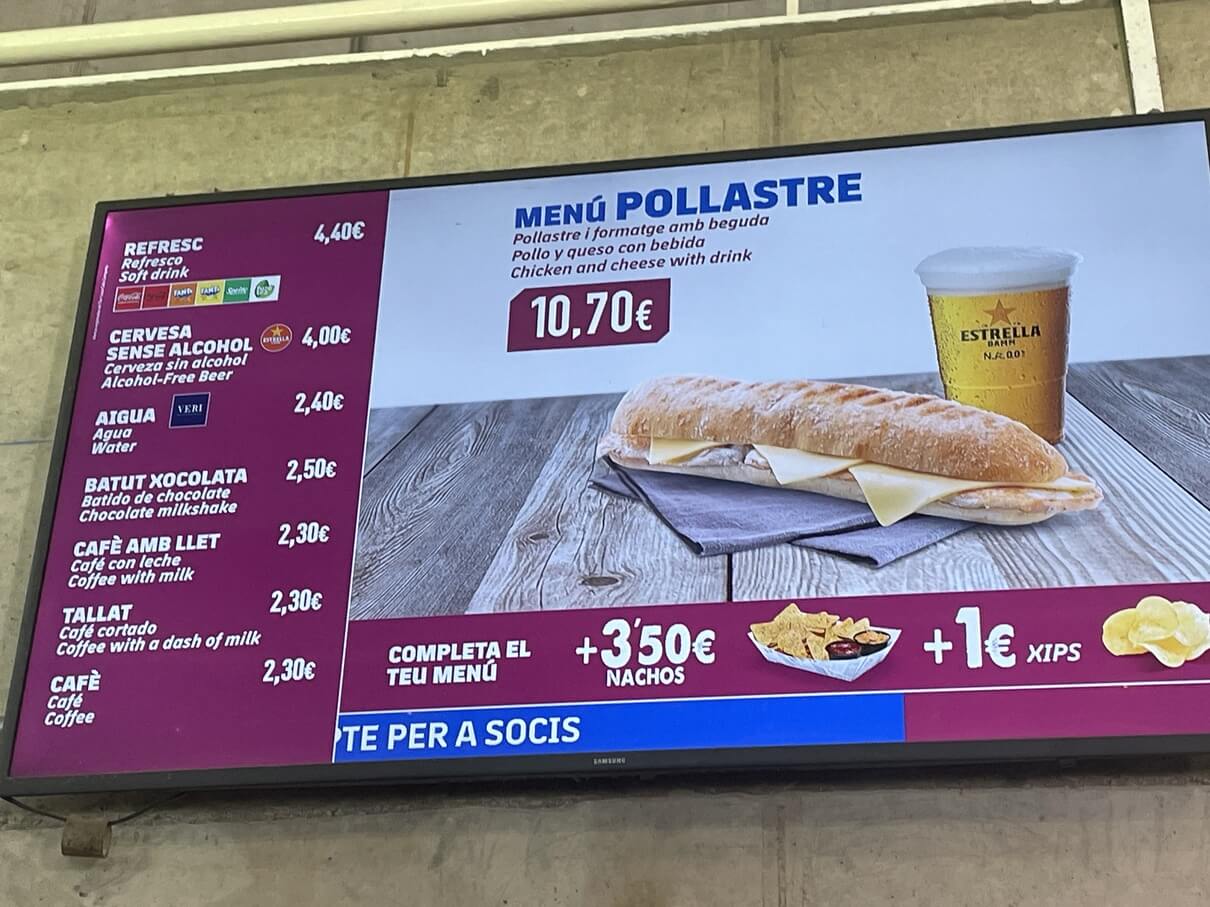 REFRESC 4,40€
Refresco
Soft drink
CERVESA
SENSE ALCOHOL 4,00€
Cerveza sin alcohol
Alcohol-Free Beer
AIGUA VERI 2,40€
Agua
Water
BATUT XOCOLATA 2,50€
Batido de chocolate
Chocolate milkshake
CAFÈ AMB LLET 2,30€
Café con leche
Coffee with milk
TALLAT 2,30€
Café cortado
Coffee with a dash of milk
CAFÈ 2,30€
Café
Coffee
MENÚ POLLASTRE
Pollastre i formatge amb beguda
Pollo y queso con bebida
Chicken and cheese with drink
10,70€
ESTRELLA
DAMM
COMPLETA EL
TEU MENÚ
+3'50€
NACHOS
+1€ XIPS
PTE PER A SOCIS
SAMSUNG